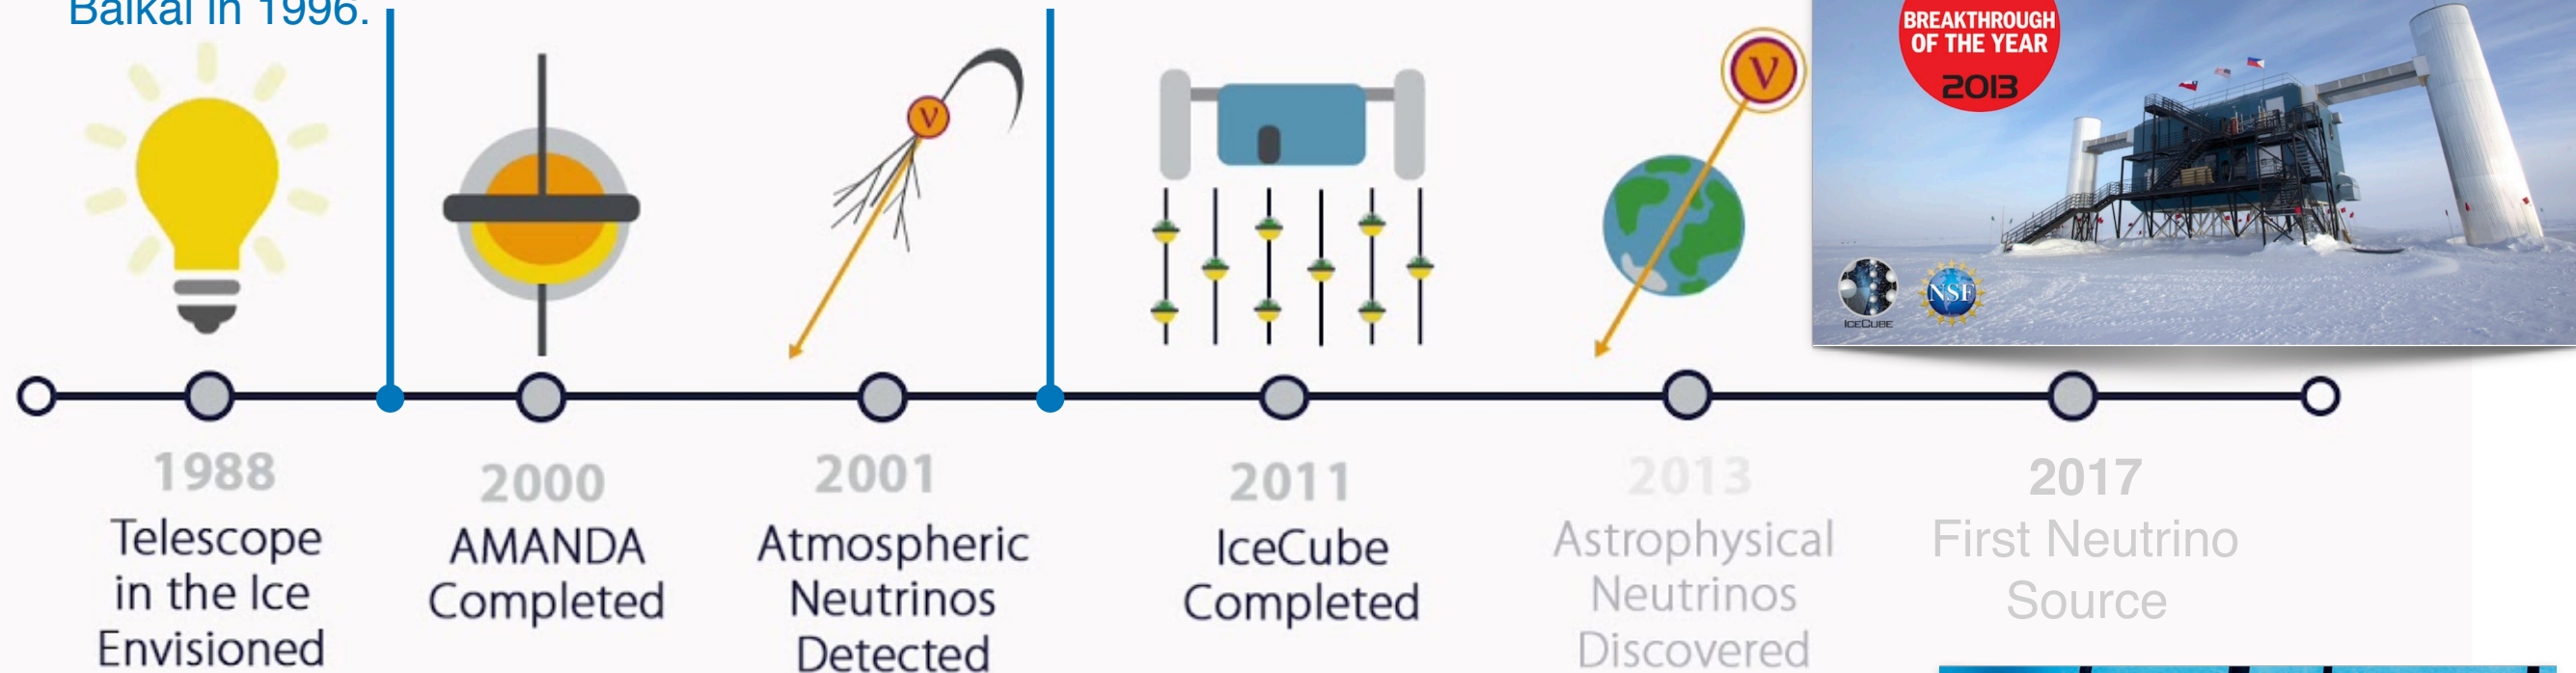 Baikal in 1996.
BREAKTHROUGH
OF THE YEAR
2013
ν
ν
ICECUBE
NSF
1988
Telescope
in the Ice
Envisioned
2000
AMANDA
Completed
2001
Atmospheric
Neutrinos
Detected
2011
IceCube
Completed
2013
Astrophysical
Neutrinos
Discovered
2017
First Neutrino
Source